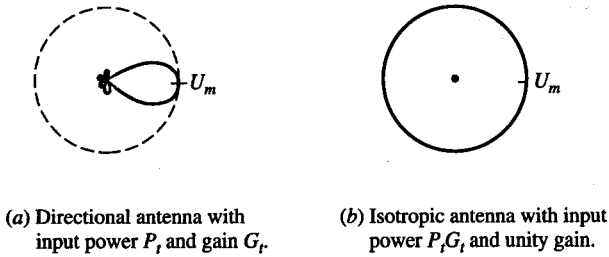 U_m
U_m
(a) Directional antenna with
input power P_t and gain G_t.
(b) Isotropic antenna with input
power P_tG_t and unity gain.